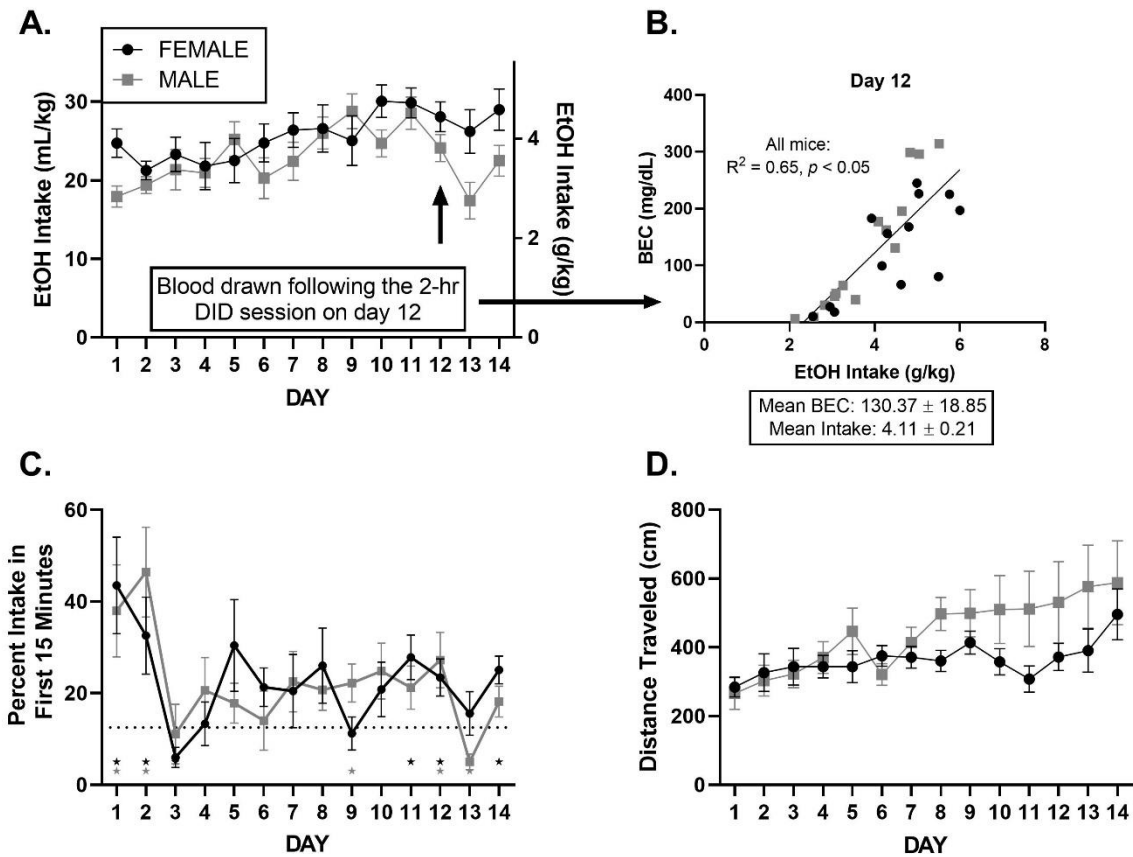 A.
FEMALE
MALE
EtOH Intake (mL/kg)
30
20
10
0
EtOH Intake (g/kg)
4
2
0
Blood drawn following the 2-hr
DID session on day 12
1 2 3 4 5 6 7 8 9 10 11 12 13 14
DAY
B.
Day 12
All mice:
R² = 0.65, p < 0.05
BEC (mg/dL)
400
300
200
100
0
0 2 4 6 8
EtOH Intake (g/kg)
Mean BEC: 130.37 ± 18.85
Mean Intake: 4.11 ± 0.21
C.
Percent Intake in
First 15 Minutes
60
40
20
0
1 2 3 4 5 6 7 8 9 10 11 12 13 14
DAY
D.
Distance Traveled (cm)
800
600
400
200
0
1 2 3 4 5 6 7 8 9 10 11 12 13 14
DAY